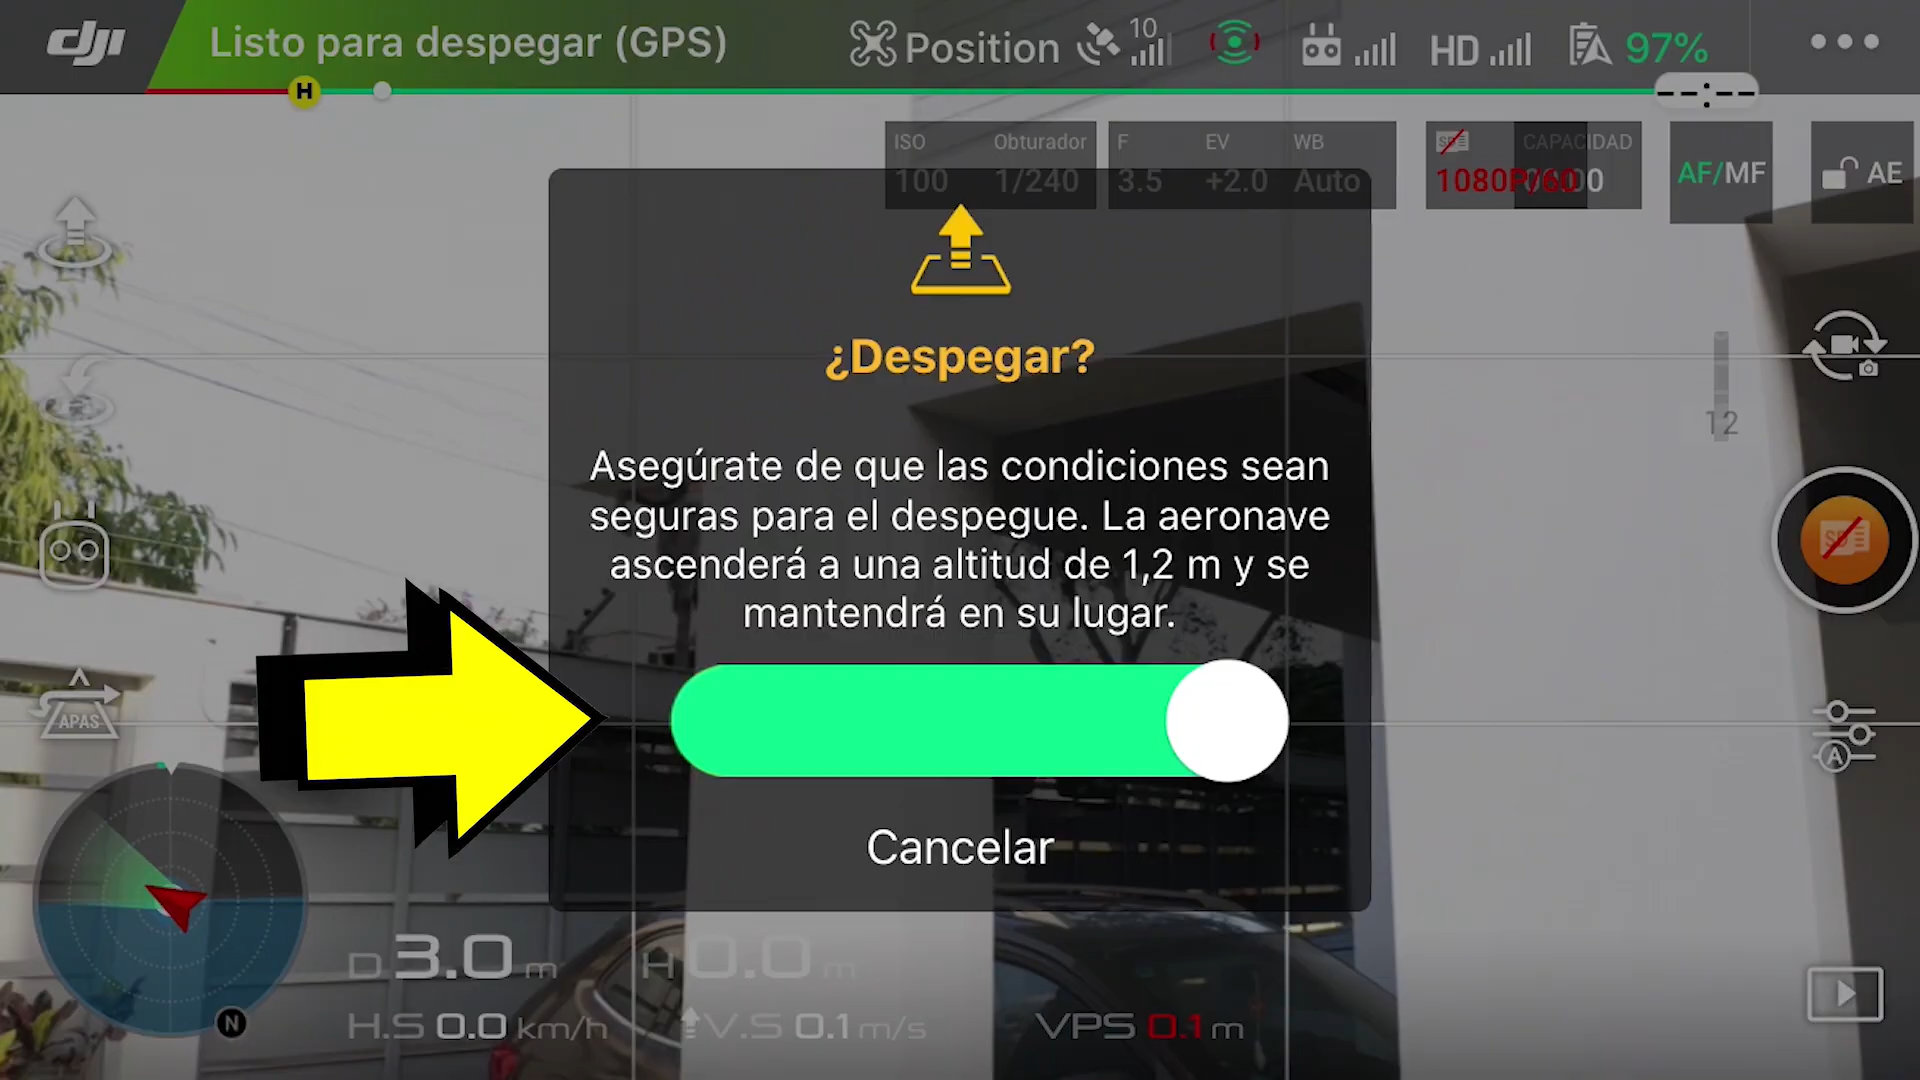 dji
Listo para despegar (GPS)
Position
10
HD
97%
H
--:--
ISO
Obturador
F
EV
WB
CAPACIDAD
100
1/240
3.5
+2.0
Auto
1080P/60
AF/MF
AE
SD
¿Despegar?
12
Asegúrate de que las condiciones sean
seguras para el despegue. La aeronave
ascenderá a una altitud de 1,2 m y se
mantendrá en su lugar.
SD
APAS
A
Cancelar
D 3.0 m
H 0.0 m
N
H.S 0.0 km/h
V.S 0.1 m/s
VPS 0.1 m